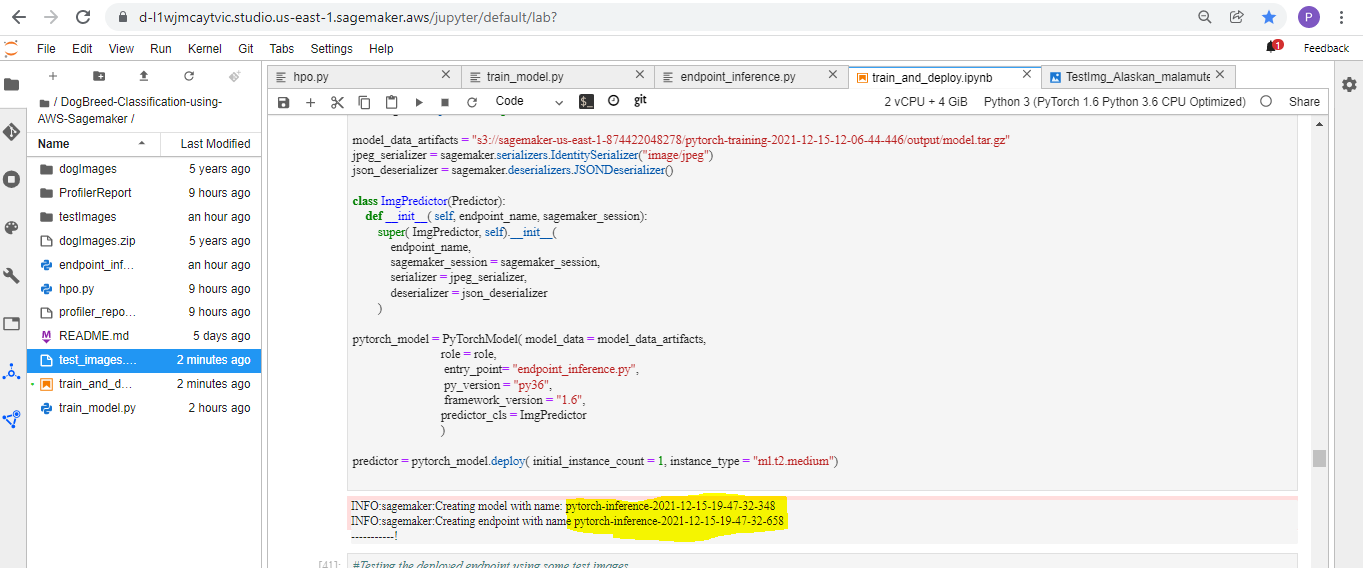 d-l1wjmcaytvic.studio.us-east-1.sagemaker.aws/jupyter/default/lab?
P
File Edit View Run Kernel Git Tabs Settings Help
1
Feedback
hpo.py
train_model.py
endpoint_inference.py
train_and_deploy.ipynb
TestImg_Alaskan_malamute
Code
git
2 vCPU + 4 GiB
Python 3 (PyTorch 1.6 Python 3.6 CPU Optimized)
Share
/ DogBreed-Classification-using-
AWS-Sagemaker /
Name Last Modified
dogImages 5 years ago
ProfilerReport 9 hours ago
testImages an hour ago
dogImages.zip 5 years ago
endpoint_inf... an hour ago
hpo.py 9 hours ago
profiler_repo... 9 hours ago
README.md 5 days ago
test_images.... 2 minutes ago
train_and_d... 2 minutes ago
train_model.py 2 hours ago
model_data_artifacts = "s3://sagemaker-us-east-1-874422048278/pytorch-training-2021-12-15-12-06-44-446/output/model.tar.gz"
jpeg_serializer = sagemaker.serializers.IdentitySerializer("image/jpeg")
json_deserializer = sagemaker.deserializers.JSONDeserializer()
class ImgPredictor(Predictor):
def __init__( self, endpoint_name, sagemaker_session):
super( ImgPredictor, self).__init__(
endpoint_name,
sagemaker_session = sagemaker_session,
serializer = jpeg_serializer,
deserializer = json_deserializer
)
pytorch_model = PyTorchModel( model_data = model_data_artifacts,
role = role,
entry_point= "endpoint_inference.py",
py_version = "py36",
framework_version = "1.6",
predictor_cls = ImgPredictor
)
predictor = pytorch_model.deploy( initial_instance_count = 1, instance_type = "ml.t2.medium")
INFO:sagemaker:Creating model with name: pytorch-inference-2021-12-15-19-47-32-348
INFO:sagemaker:Creating endpoint with name pytorch-inference-2021-12-15-19-47-32-658
-----------!
[41]: #Testing the deployed endpoint using some test images